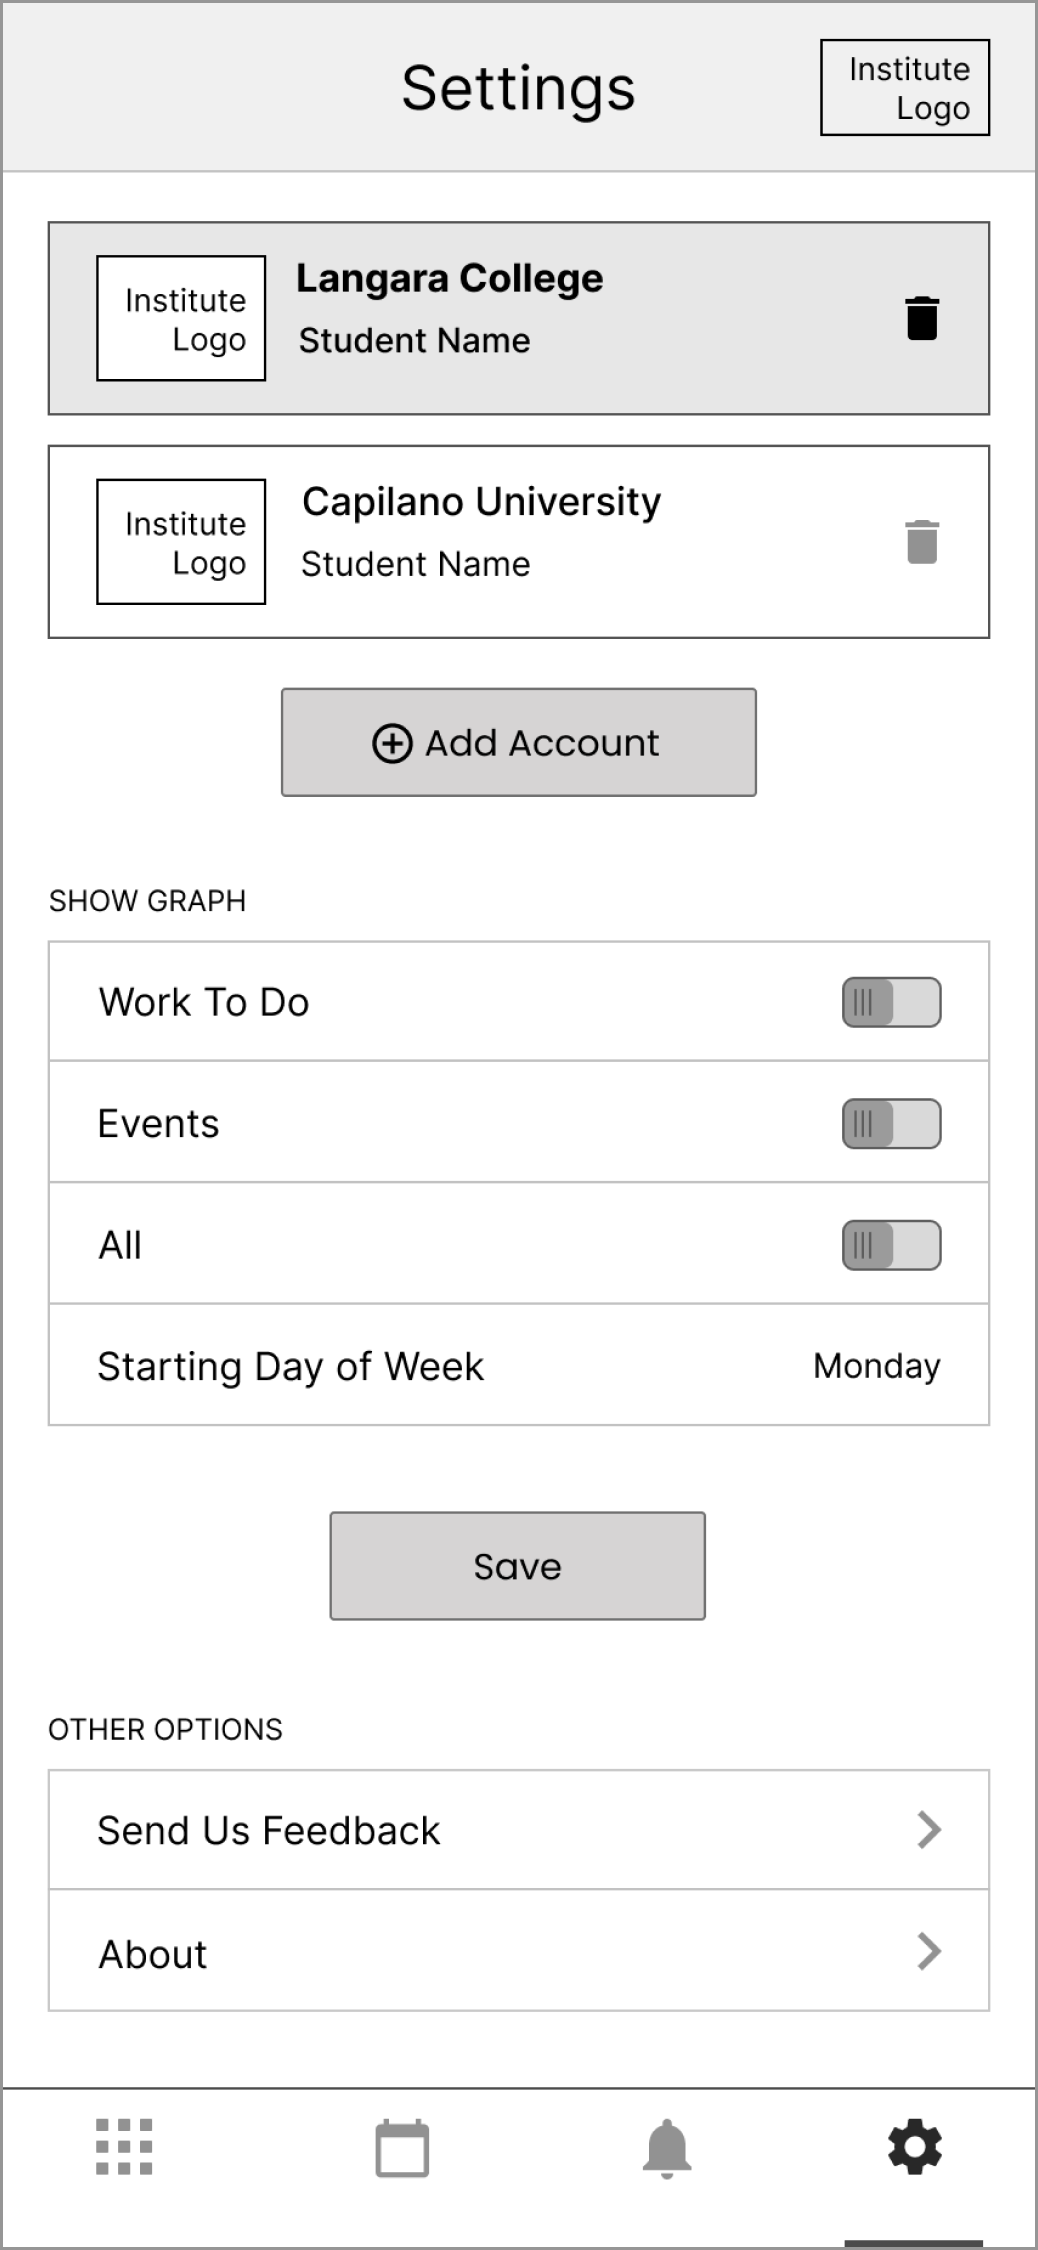 Settings
Institute
Logo
Institute
Logo
Langara College
Student Name
Institute
Logo
Capilano University
Student Name
Add Account
SHOW GRAPH
Work To Do
Events
All
Starting Day of Week
Monday
Save
OTHER OPTIONS
Send Us Feedback
About